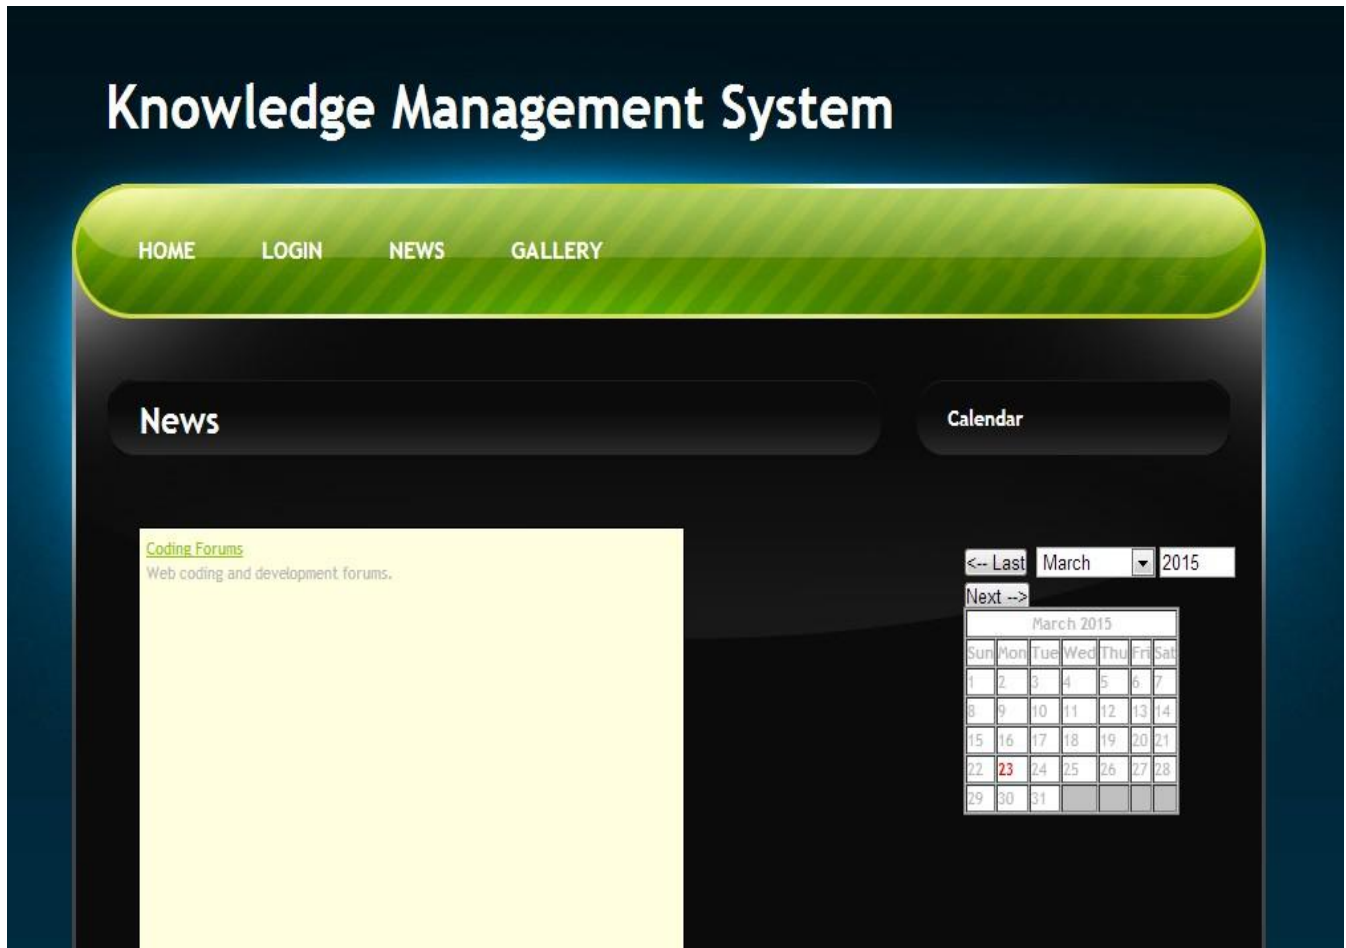 Knowledge Management System
HOME LOGIN NEWS GALLERY
News
Calendar
Coding Forums
Web coding and development forums.
<-- Last March 2015
Next -->
March 2015
Sun Mon Tue Wed Thu Fri Sat
1 2 3 4 5 6 7
8 9 10 11 12 13 14
15 16 17 18 19 20 21
22 23 24 25 26 27 28
29 30 31